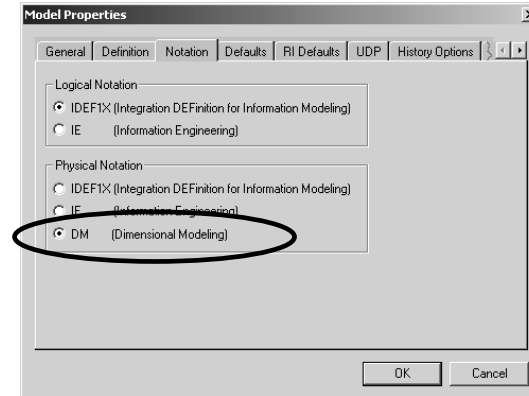 Model Properties
General Definition Notation Defaults RI Defaults UDP History Options
Logical Notation
IDEF1X (Integration DEFinition for Information Modeling)
IE (Information Engineering)
Physical Notation
IDEF1X (Integration DEFinition for Information Modeling)
IE (Information Engineering)
DM (Dimensional Modeling)
OK Cancel